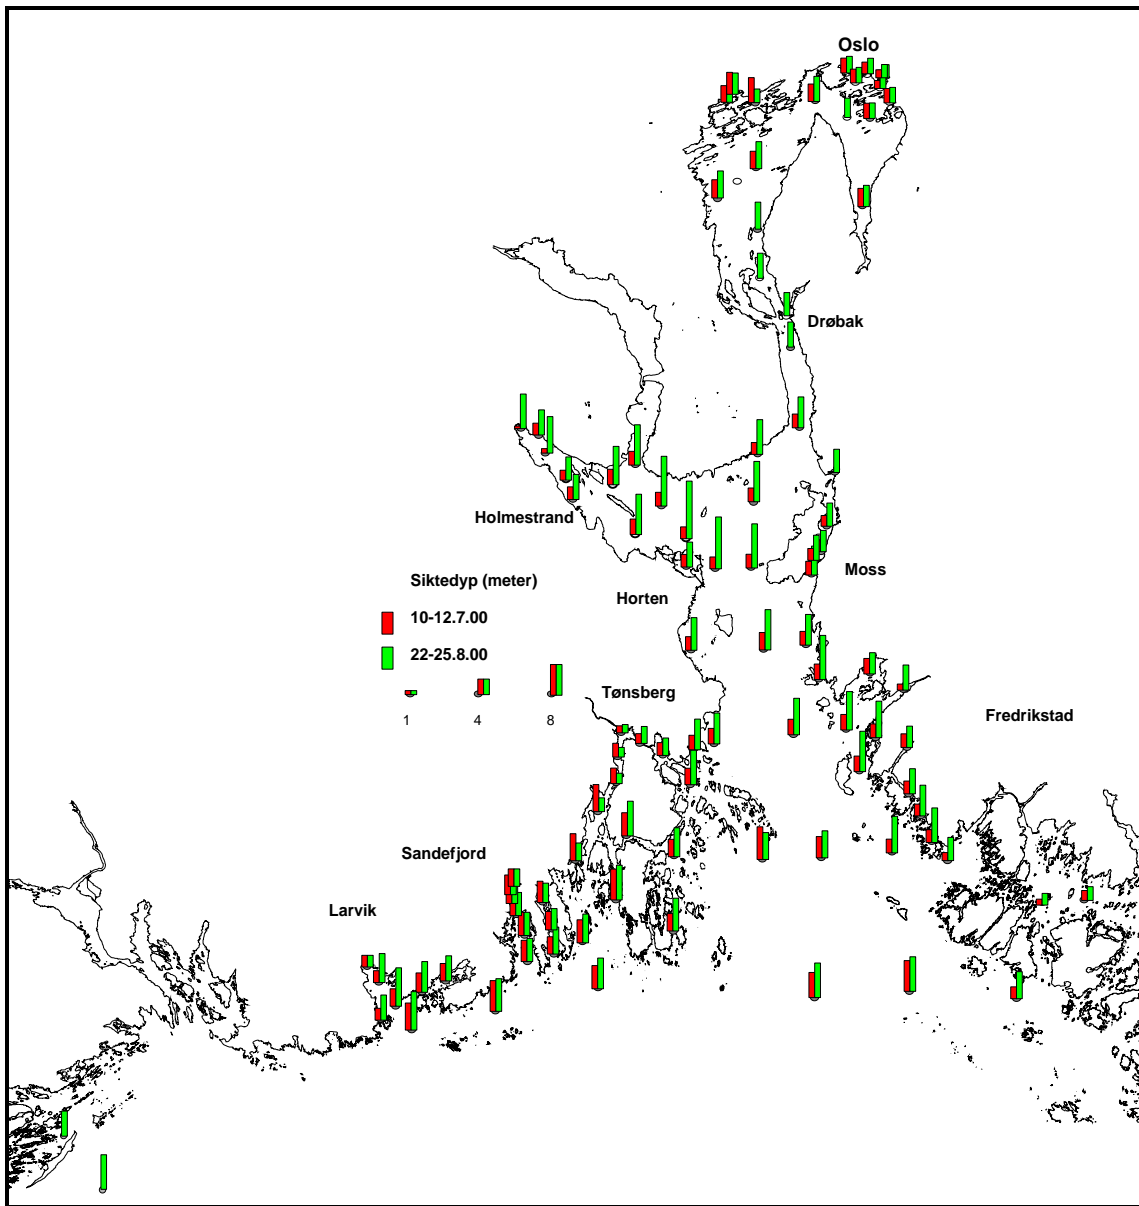 Oslo
Drøbak
Holmestrand
Moss
Siktedyp (meter)
Horten
10-12.7.00
22-25.8.00
Tønsberg
1 4 8
Fredrikstad
Sandefjord
Larvik